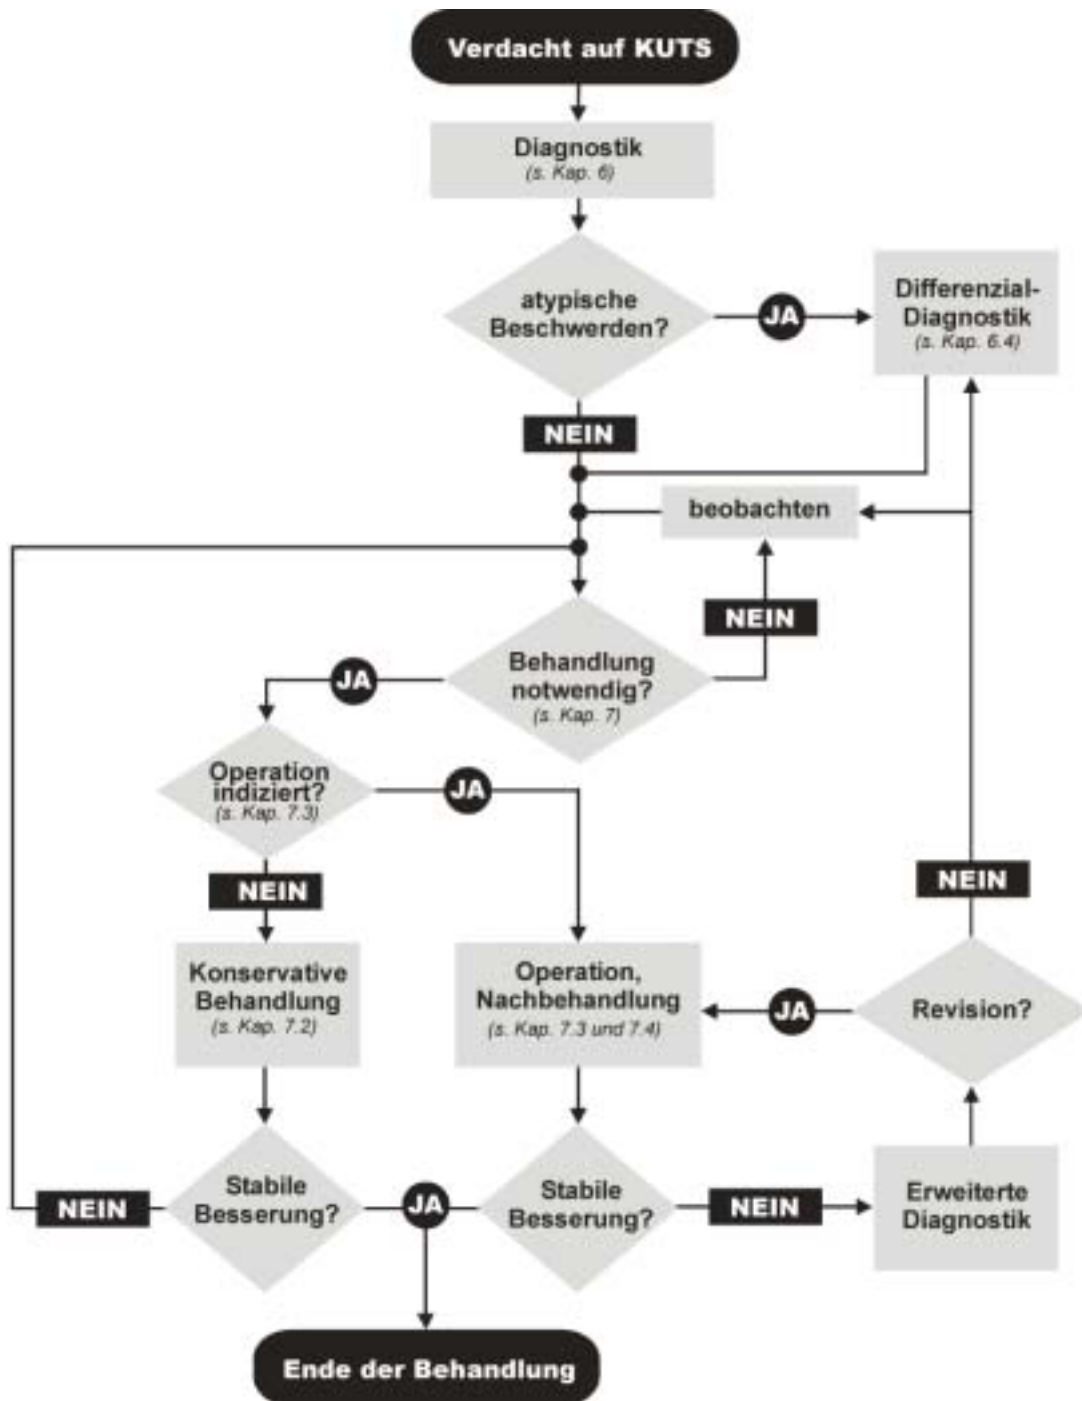 Verdacht auf KUTS
Diagnostik
(s. Kap. 6)
atypische
Beschwerden?
JA
Differenzial-
Diagnostik
(s. Kap. 6.4)
NEIN
beobachten
NEIN
Behandlung
notwendig?
(s. Kap. 7)
JA
Operation
indiziert?
(s. Kap. 7.3)
JA
NEIN
NEIN
Konservative
Behandlung
(s. Kap. 7.2)
Operation,
Nachbehandlung
(s. Kap. 7.3 und 7.4)
JA
Revision?
Stabile
Besserung?
NEIN
JA
Stabile
Besserung?
NEIN
Erweiterte
Diagnostik
Ende der Behandlung